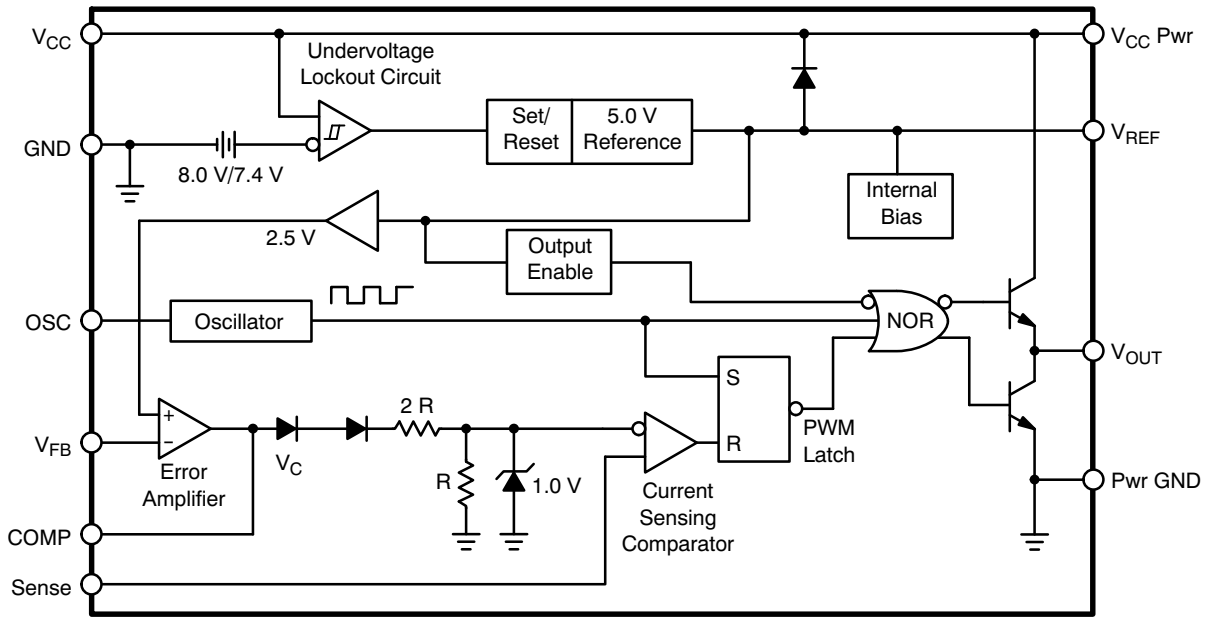 V_CC
Undervoltage
Lockout Circuit
V_CC Pwr
Set/
Reset
5.0 V
Reference
V_REF
GND
8.0 V/7.4 V
Internal
Bias
2.5 V
Output
Enable
OSC
Oscillator
NOR
V_OUT
S
R
PWM
Latch
2 R
+
−
V_FB
Error
Amplifier
V_C
R
1.0 V
Current
Sensing
Comparator
Pwr GND
COMP
Sense